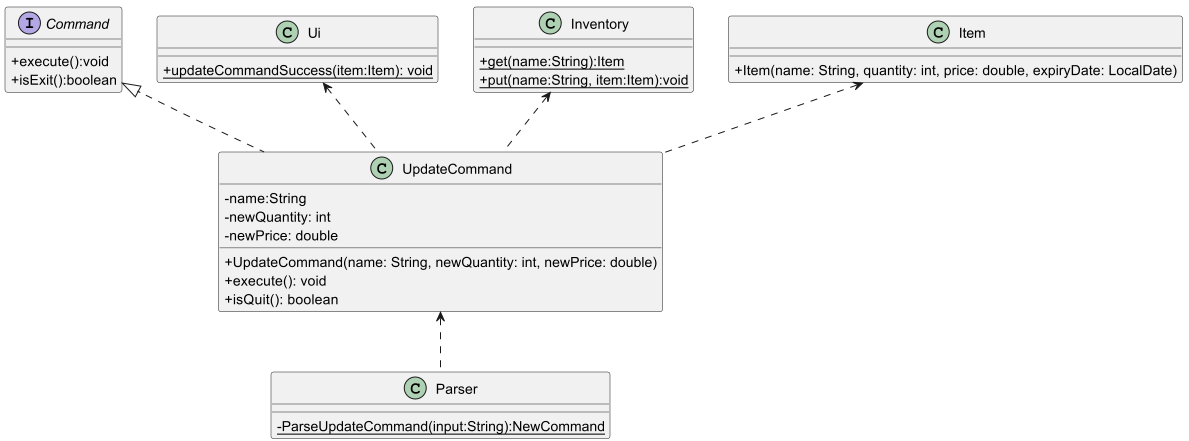 I Command
+execute():void
+isExit():boolean
C Ui
+updateCommandSuccess(item:Item): void
C Inventory
+get(name:String):Item
+put(name:String, item:Item):void
C Item
+Item(name: String, quantity: int, price: double, expiryDate: LocalDate)
C UpdateCommand
-name:String
-newQuantity: int
-newPrice: double
+UpdateCommand(name: String, newQuantity: int, newPrice: double)
+execute(): void
+isQuit(): boolean
C Parser
-ParseUpdateCommand(input:String):NewCommand